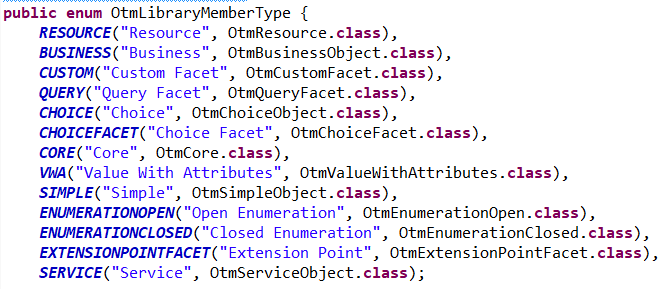 public enum OtmLibraryMemberType {
RESOURCE("Resource", OtmResource.class),
BUSINESS("Business", OtmBusinessObject.class),
CUSTOM("Custom Facet", OtmCustomFacet.class),
QUERY("Query Facet", OtmQueryFacet.class),
CHOICE("Choice", OtmChoiceObject.class),
CHOICEFACET("Choice Facet", OtmChoiceFacet.class),
CORE("Core", OtmCore.class),
VWA("Value With Attributes", OtmValueWithAttributes.class),
SIMPLE("Simple", OtmSimpleObject.class),
ENUMERATIONOPEN("Open Enumeration", OtmEnumerationOpen.class),
ENUMERATIONCLOSED("Closed Enumeration", OtmEnumerationClosed.class),
EXTENSIONPOINTFACET("Extension Point", OtmExtensionPointFacet.class),
SERVICE("Service", OtmServiceObject.class);